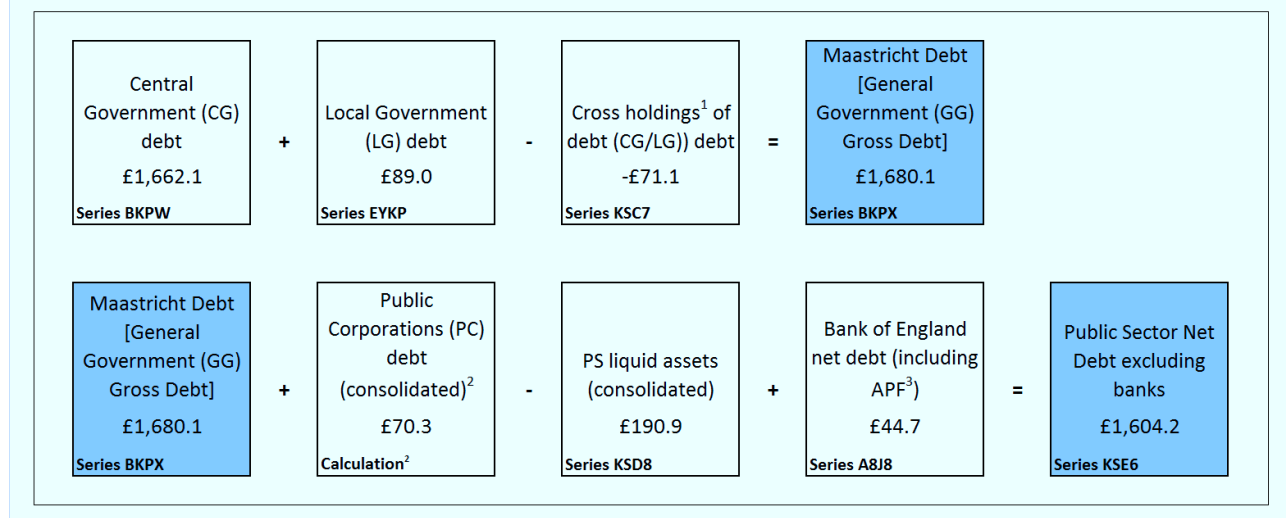 Central
Government (CG)
debt
£1,662.1
Series BKPW
+
Local Government
(LG) debt
£89.0
Series EYKP
-
Cross holdings¹ of
debt (CG/LG)) debt
-£71.1
Series KSC7
=
Maastricht Debt
[General
Government (GG)
Gross Debt]
£1,680.1
Series BKPX
Maastricht Debt
[General
Government (GG)
Gross Debt]
£1,680.1
Series BKPX
+
Public
Corporations (PC)
debt
(consolidated)²
£70.3
Calculation²
-
PS liquid assets
(consolidated)
£190.9
Series KSD8
+
Bank of England
net debt (including
APF³)
£44.7
Series A8J8
=
Public Sector Net
Debt excluding
banks
£1,604.2
Series KSE6